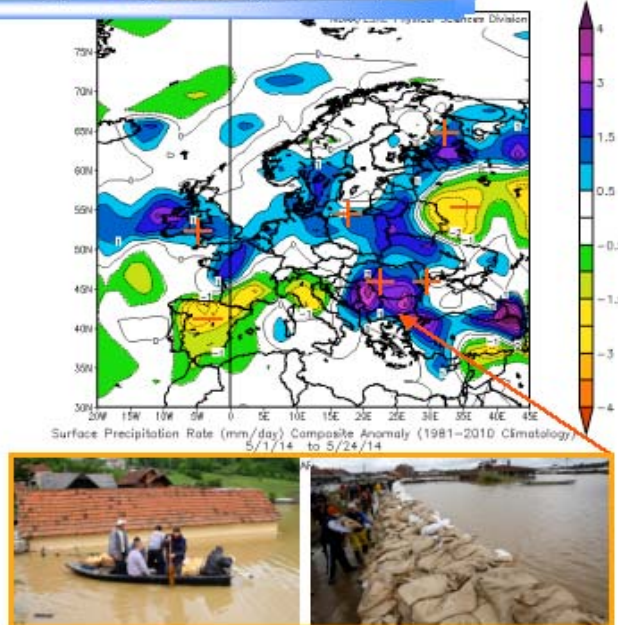 NOAA/ESRL Physical Sciences Division
75N
70N
65N
60N
55N
50N
45N
40N
35N
30N
20W 15W 10W 5W 0 5E 10E 15E 20E 25E 30E 35E 40E 45E
4
3
1.5
0.5
-3
-4
Surface Precipitation Rate (mm/day) Composite Anomaly (1981-2010 Climatology)
5/1/14 to 5/24/14